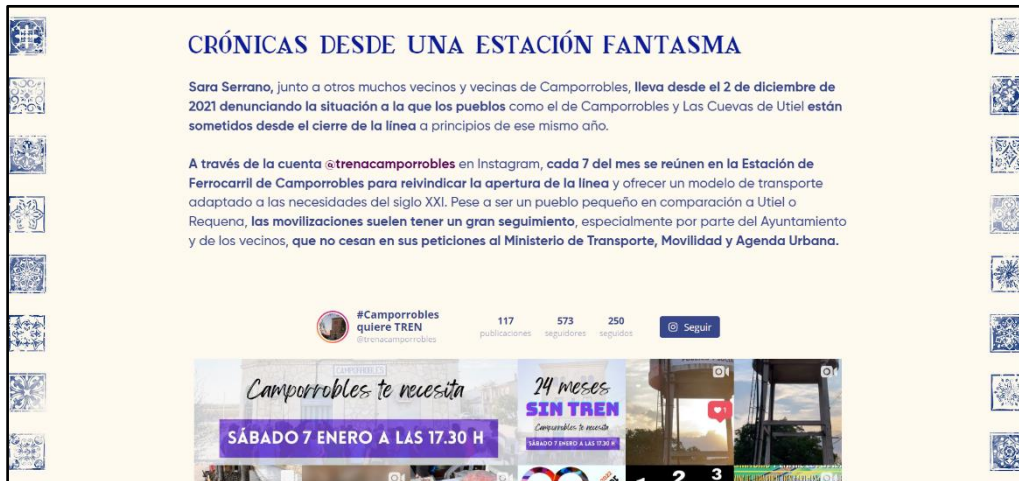 CRÓNICAS DESDE UNA ESTACIÓN FANTASMA
Sara Serrano, junto a otros muchos vecinos y vecinas de Camporrobles, lleva desde el 2 de diciembre de
2021 denunciando la situación a la que los pueblos como el de Camporrobles y Las Cuevas de Utiel están
sometidos desde el cierre de la línea a principios de ese mismo año.
A través de la cuenta @trenacamporrobles en Instagram, cada 7 del mes se reúnen en la Estación de
Ferrocarril de Camporrobles para reivindicar la apertura de la línea y ofrecer un modelo de transporte
adaptado a las necesidades del siglo XXI. Pese a ser un pueblo pequeño en comparación a Utiel o
Requena, las movilizaciones suelen tener un gran seguimiento, especialmente por parte del Ayuntamiento
y de los vecinos, que no cesan en sus peticiones al Ministerio de Transporte, Movilidad y Agenda Urbana.
#Camporrobles
quiere TREN
@trenacamporrobles
117
publicaciones
573
seguidores
250
seguidos
Seguir
CAMPORROBLES
Camporrobles te necesita
SÁBADO 7 ENERO A LAS 17.30 H
24 meses
SIN TREN
Camporrobles te necesita
SÁBADO 7 ENERO A LAS 17.30 H
1 2 3